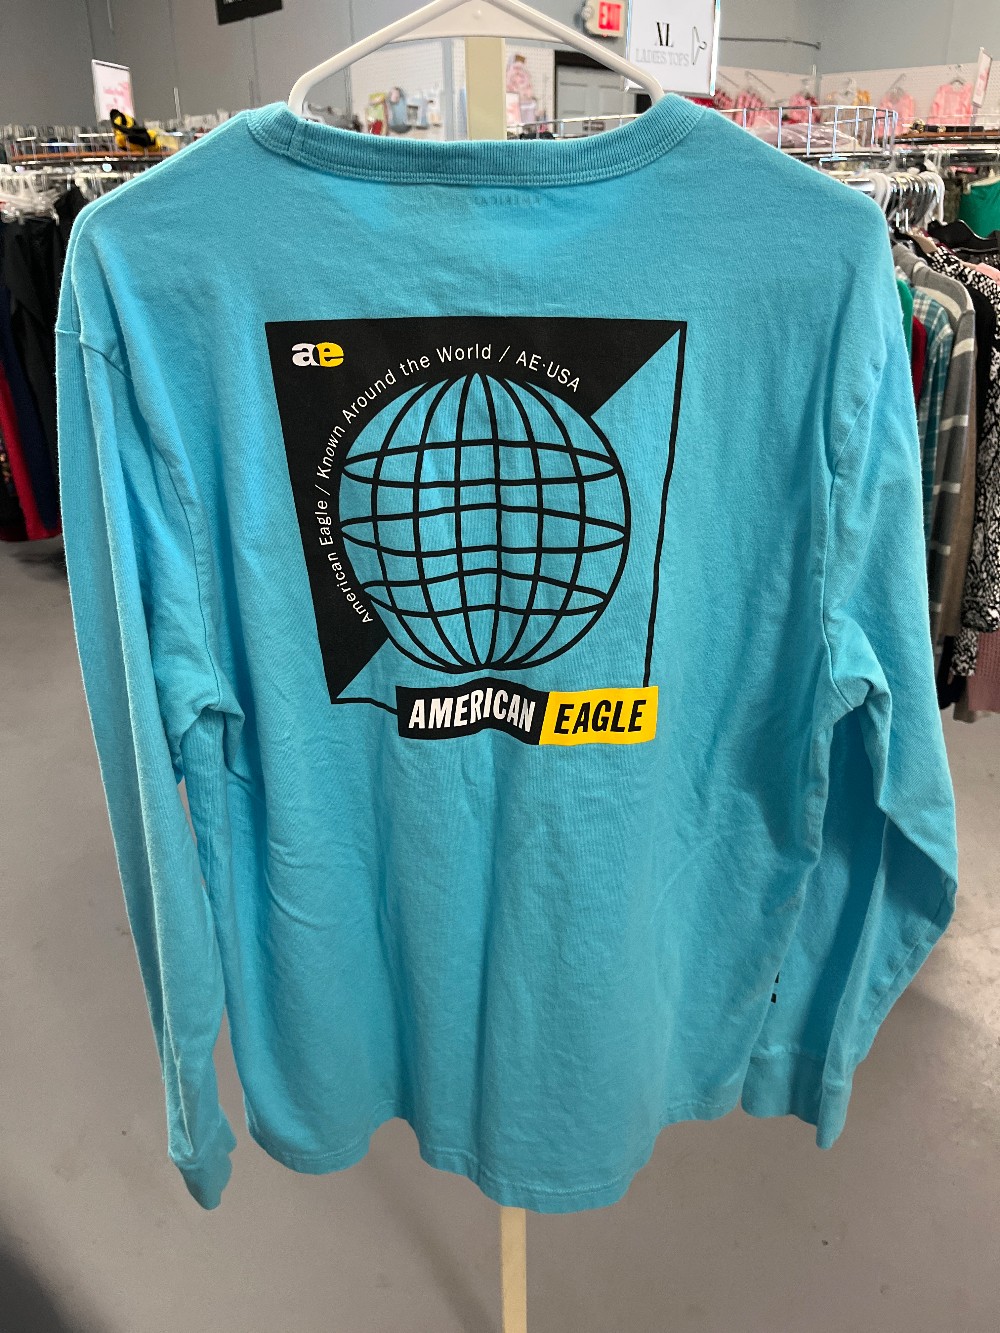 XL
LADIES TOPS
ae
American Eagle / Known Around the World / AE·USA
AMERICAN EAGLE